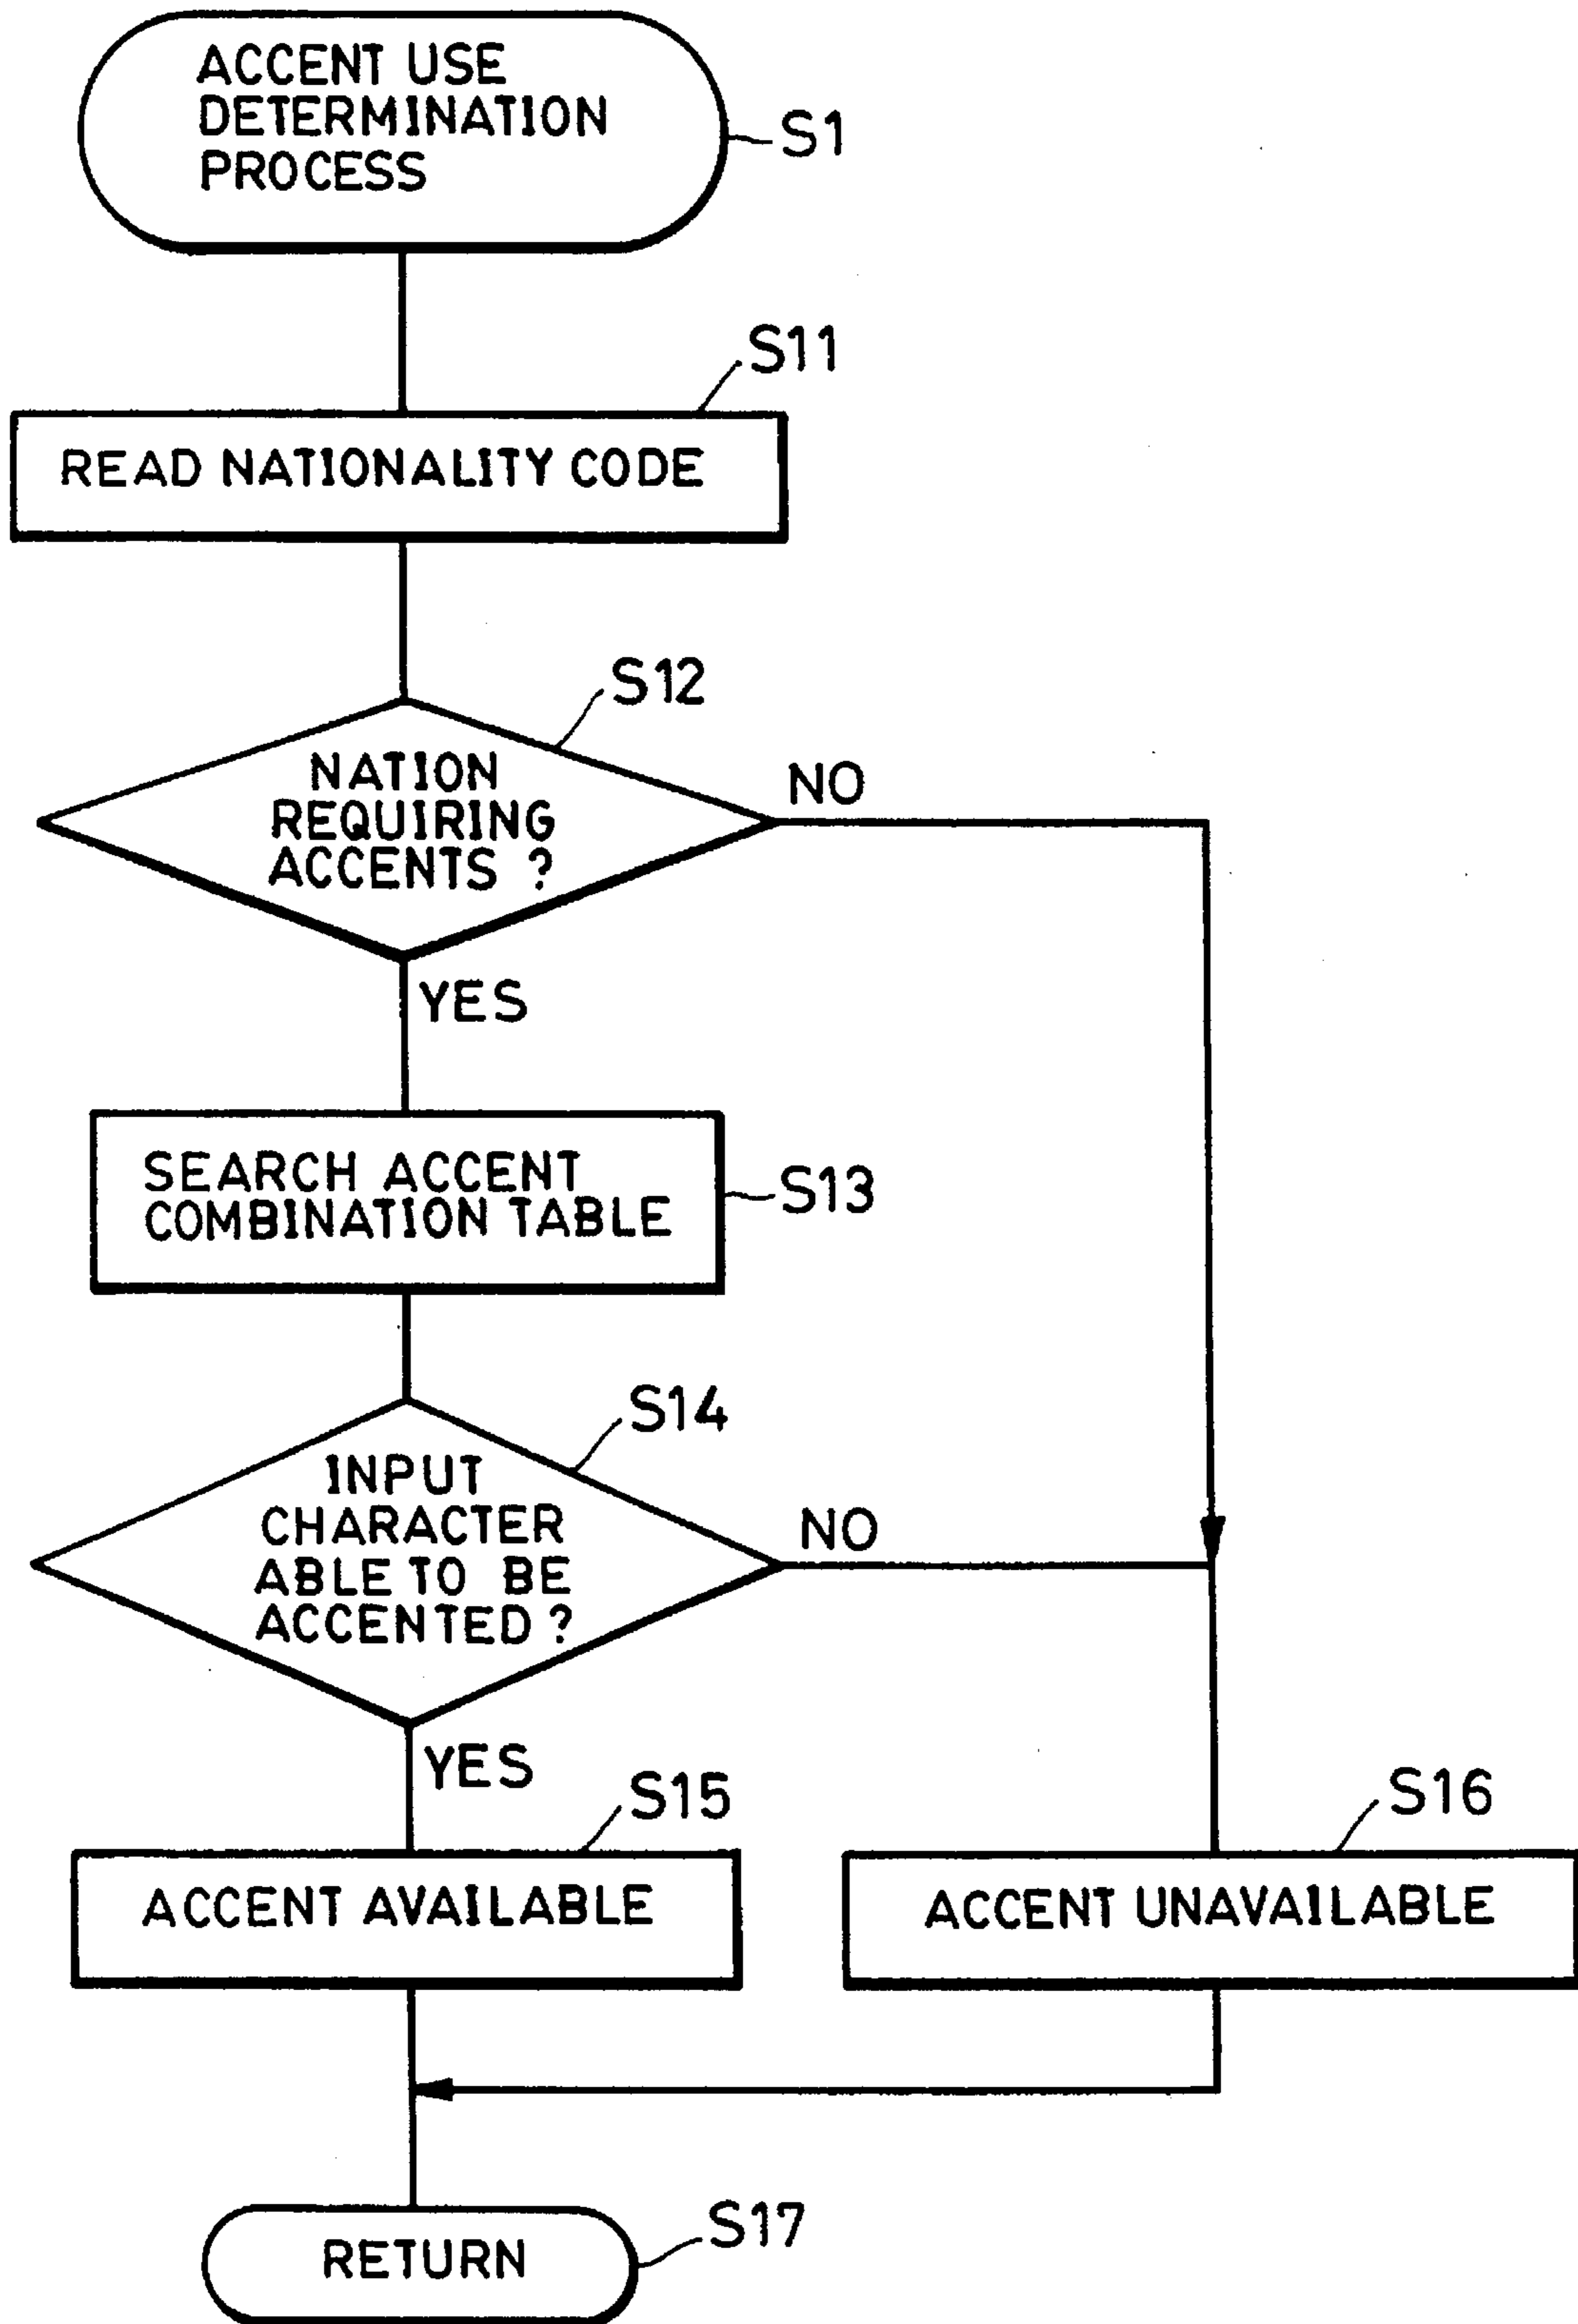 ACCENT USE
DETERMINATION
PROCESS
S1
S11
READ NATIONALITY CODE
S12
NATION
REQUIRING
ACCENTS ?
NO
YES
SEARCH ACCENT
COMBINATION TABLE
S13
S14
INPUT
CHARACTER
ABLE TO BE
ACCENTED ?
NO
YES
S15
ACCENT AVAILABLE
S16
ACCENT UNAVAILABLE
RETURN
S17